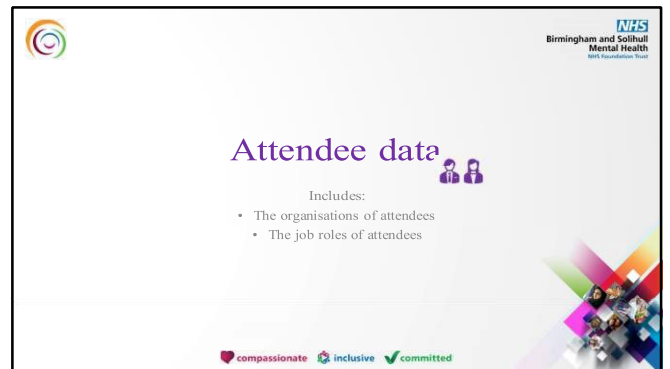 NHS
Birmingham and Solihull
Mental Health
NHS Foundation Trust
Attendee data
Includes:
• The organisations of attendees
• The job roles of attendees
compassionate inclusive committed